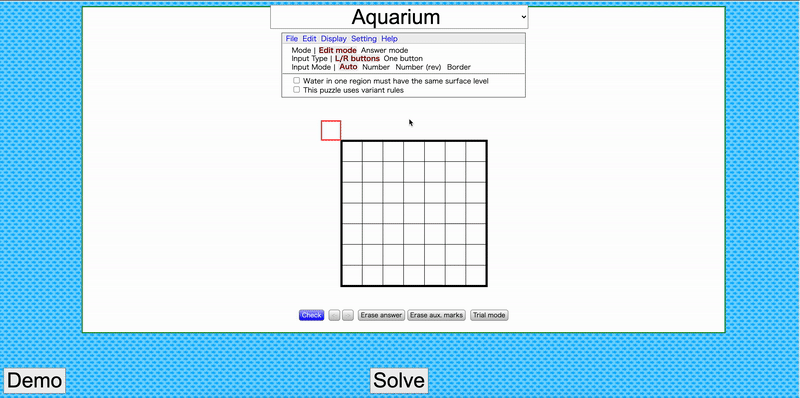 Aquarium
File Edit Display Setting Help
Mode | Edit mode Answer mode
Input Type | L/R buttons One button
Input Mode | Auto Number Number (rev) Border
Water in one region must have the same surface level
This puzzle uses variant rules
Check Erase answer Erase aux. marks Trial mode
Demo Solve